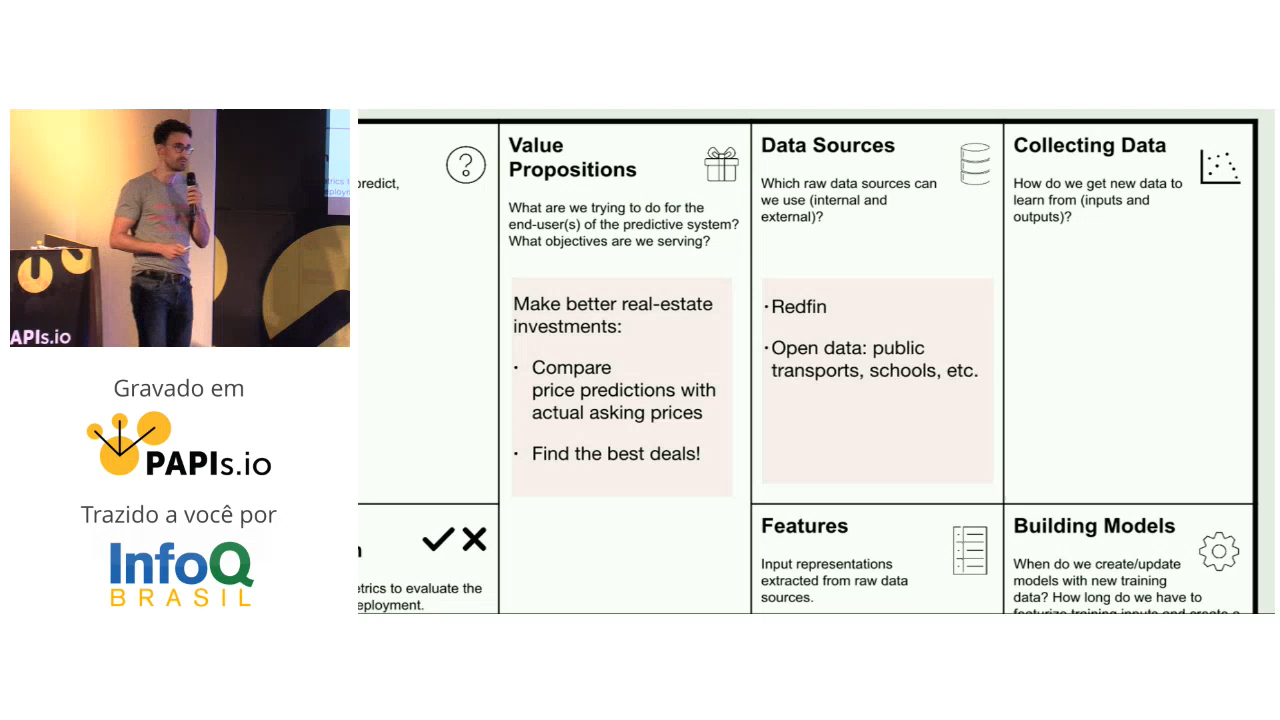 APIs.io
Gravado em
PAPIs.io
Trazido a você por
InfoQ
BRASIL
?
Value
Propositions
What are we trying to do for the
end-user(s) of the predictive system?
What objectives are we serving?
Make better real-estate
investments:
· Compare
price predictions with
actual asking prices
· Find the best deals!
Data Sources
Which raw data sources can
we use (internal and
external)?
·Redfin
·Open data: public
transports, schools, etc.
Collecting Data
How do we get new data to
learn from (inputs and
outputs)?
etrics to evaluate the
eployment.
Features
Input representations
extracted from raw data
sources.
Building Models
When do we create/update
models with new training
data? How long do we have to
featurize training inputs and create a